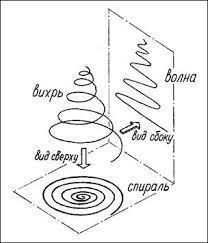 волна
вихрь
вид сбоку
вид сверху
спираль